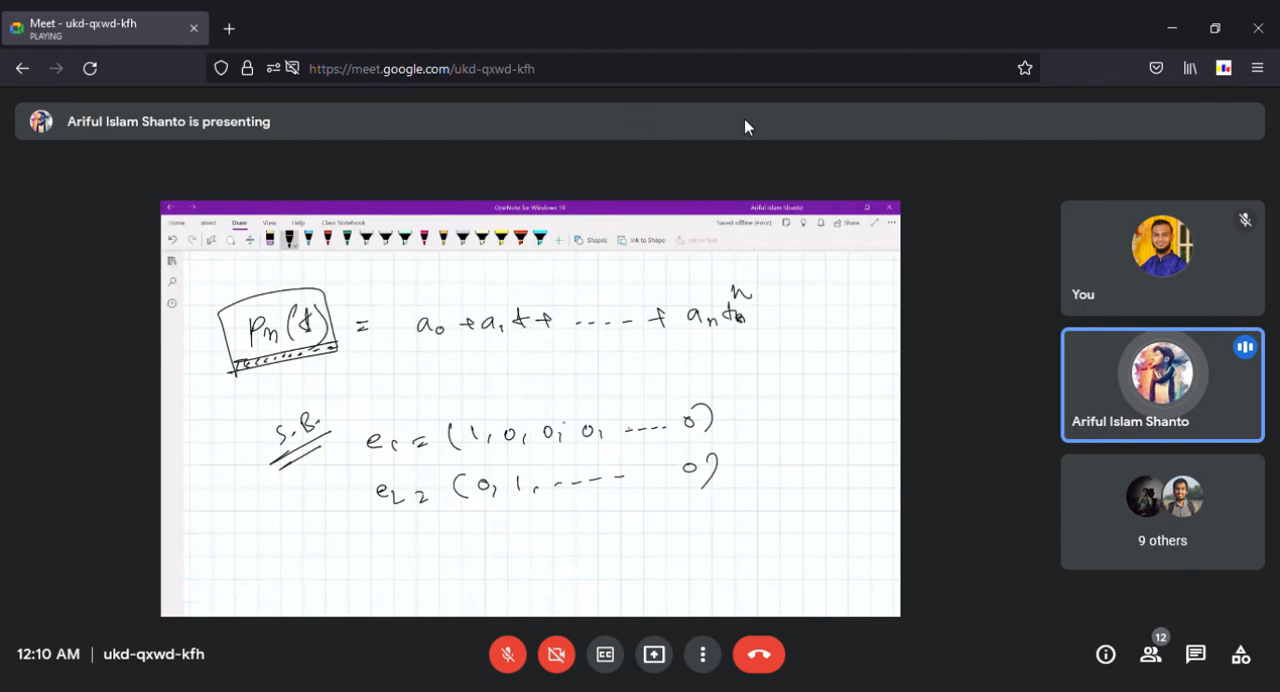 Meet - ukd-qxwd-kfh
PLAYING
https://meet.google.com/ukd-qxwd-kfh
Ariful Islam Shanto is presenting
OneNote for Windows 10
Ariful Islam Shanto
Home Insert Draw View Help Class Notebook
Saved offline (Error)
Share
Shapes
Ink to Shape
Ink to Text
Pn(t) = a0 + a1t + ..... + antn
S.B.
e1 = (1, 0, 0, 0, ..... 0)
e2 = (0, 1, ..... 0)
You
Ariful Islam Shanto
9 others
12:10 AM
ukd-qxwd-kfh
12